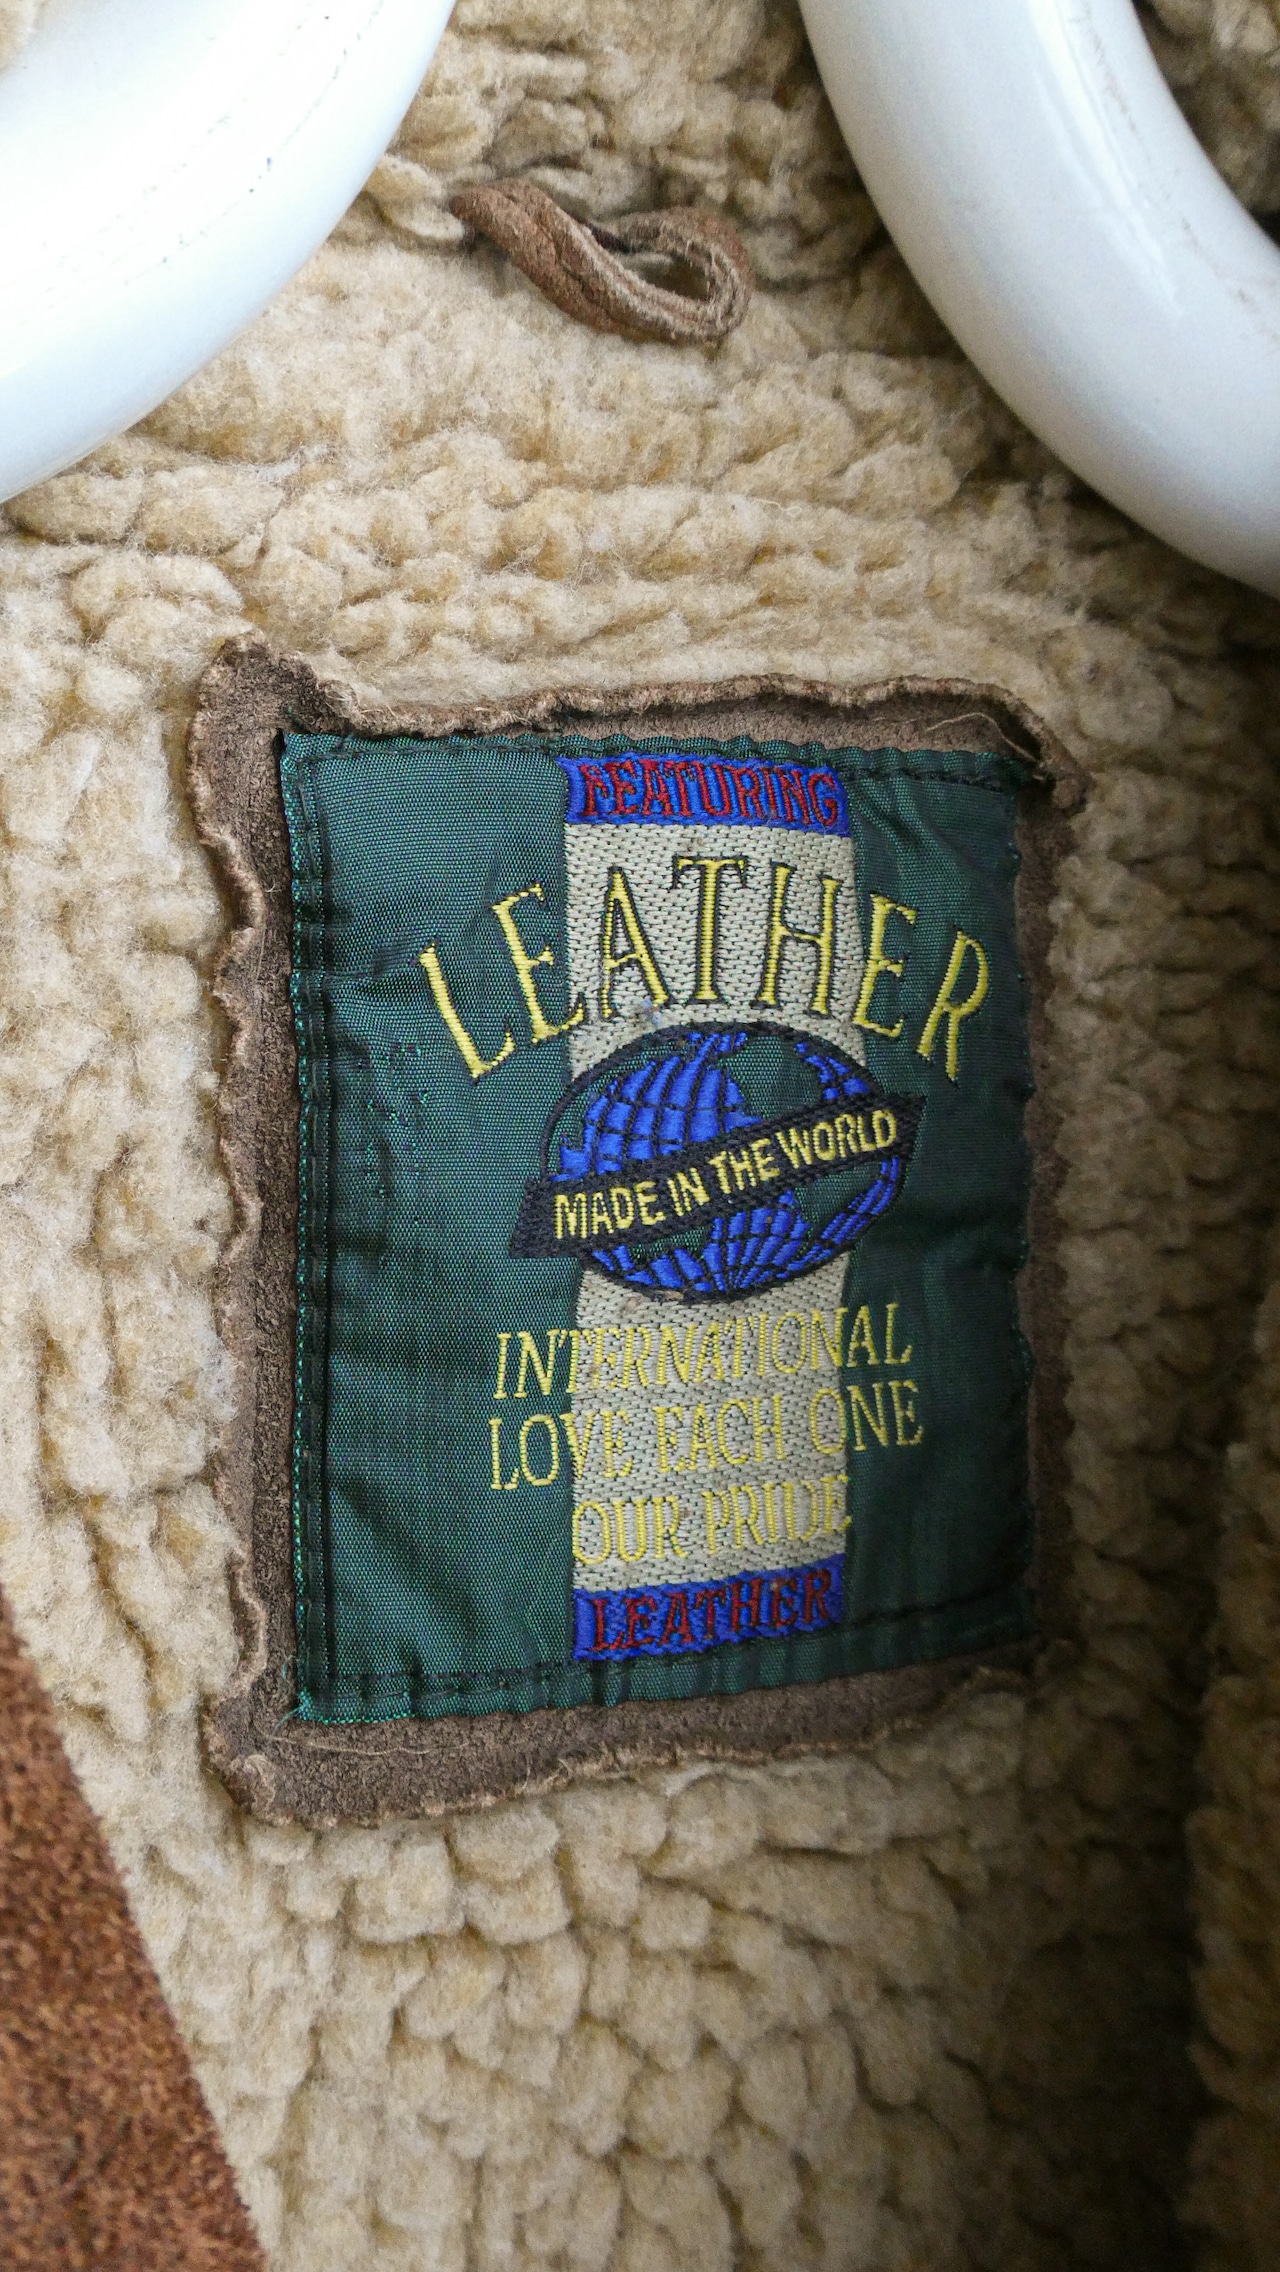 FEATURING
LEATHER
MADE IN THE WORLD
INTERNATIONAL
LOVE EACH ONE
OUR PRIDE
LEATHER